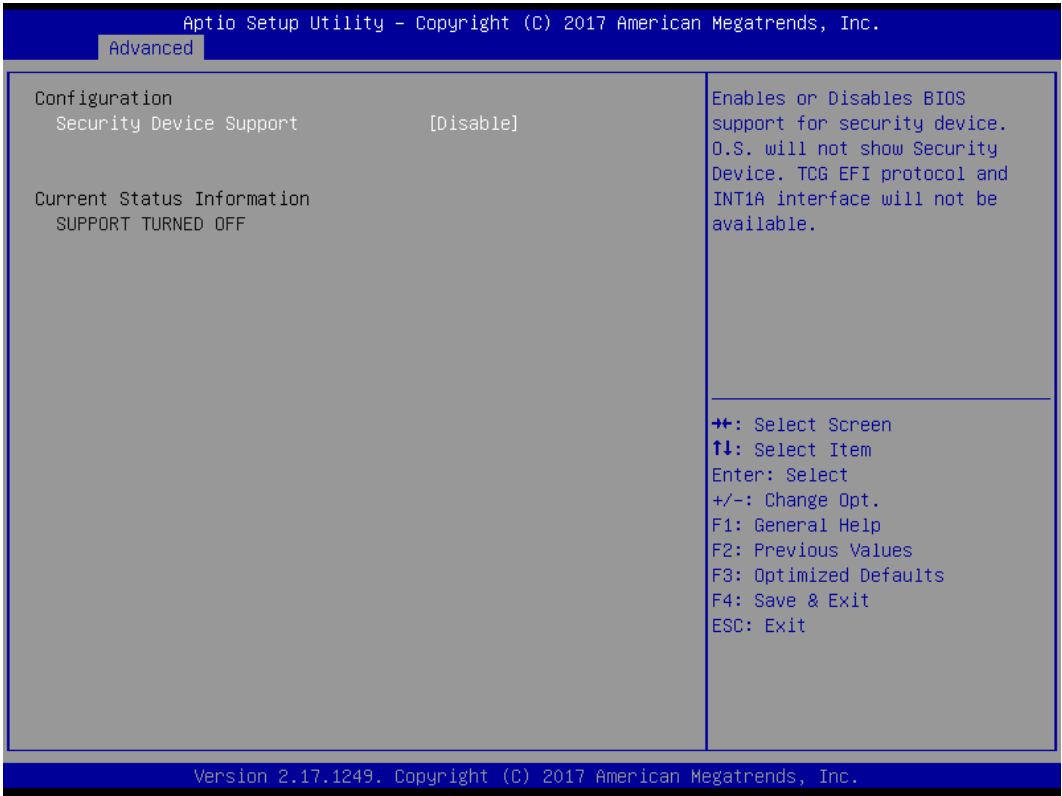 Aptio Setup Utility – Copyright (C) 2017 American Megatrends, Inc.
Advanced
Configuration
Security Device Support [Disable]
Current Status Information
SUPPORT TURNED OFF
Enables or Disables BIOS
support for security device.
O.S. will not show Security
Device. TCG EFI protocol and
INT1A interface will not be
available.
→←: Select Screen
↑↓: Select Item
Enter: Select
+/-: Change Opt.
F1: General Help
F2: Previous Values
F3: Optimized Defaults
F4: Save & Exit
ESC: Exit
Version 2.17.1249. Copyright (C) 2017 American Megatrends, Inc.